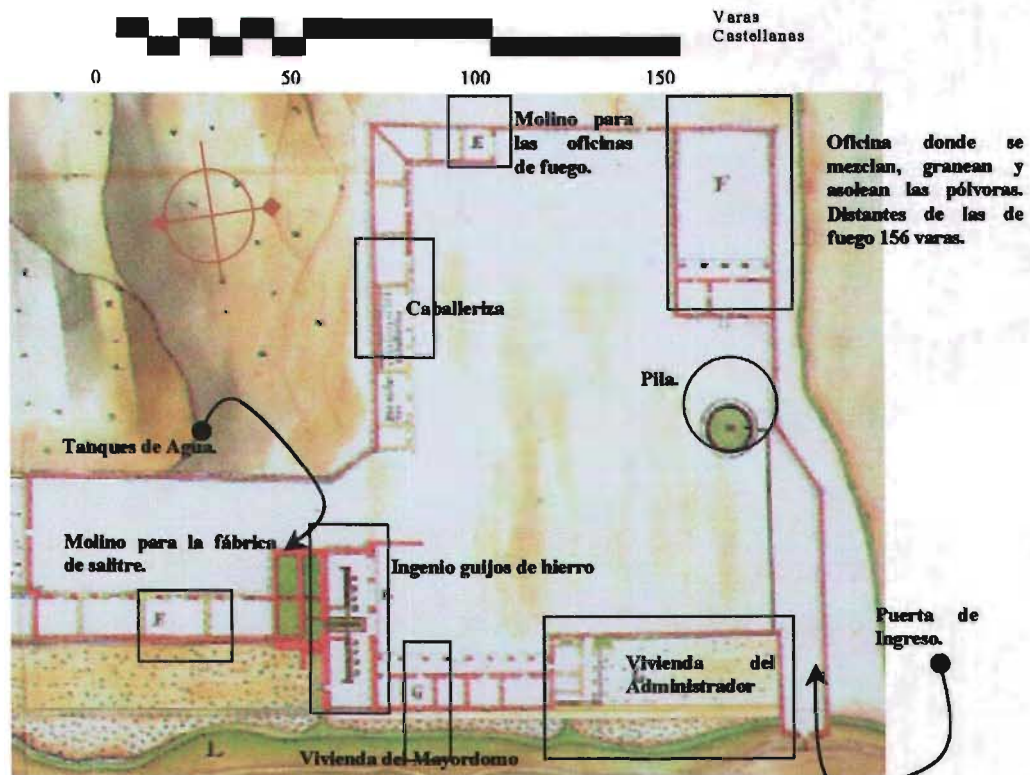 Varas
Castellanas
0 50 100 150
Molino para
las oficinas
de fuego.
E
F
Oficina donde se
mezclan, granean y
asolean las pólvoras.
Distantes de las de
fuego 156 varas.
Caballeriza
Pila.
Tanques de Agua.
Molino para la fábrica
de salitre.
Ingenio guijos de hierro
E
Puerta de
Ingreso.
Vivienda del
Administrador
G
L
Vivienda del Mayordomo